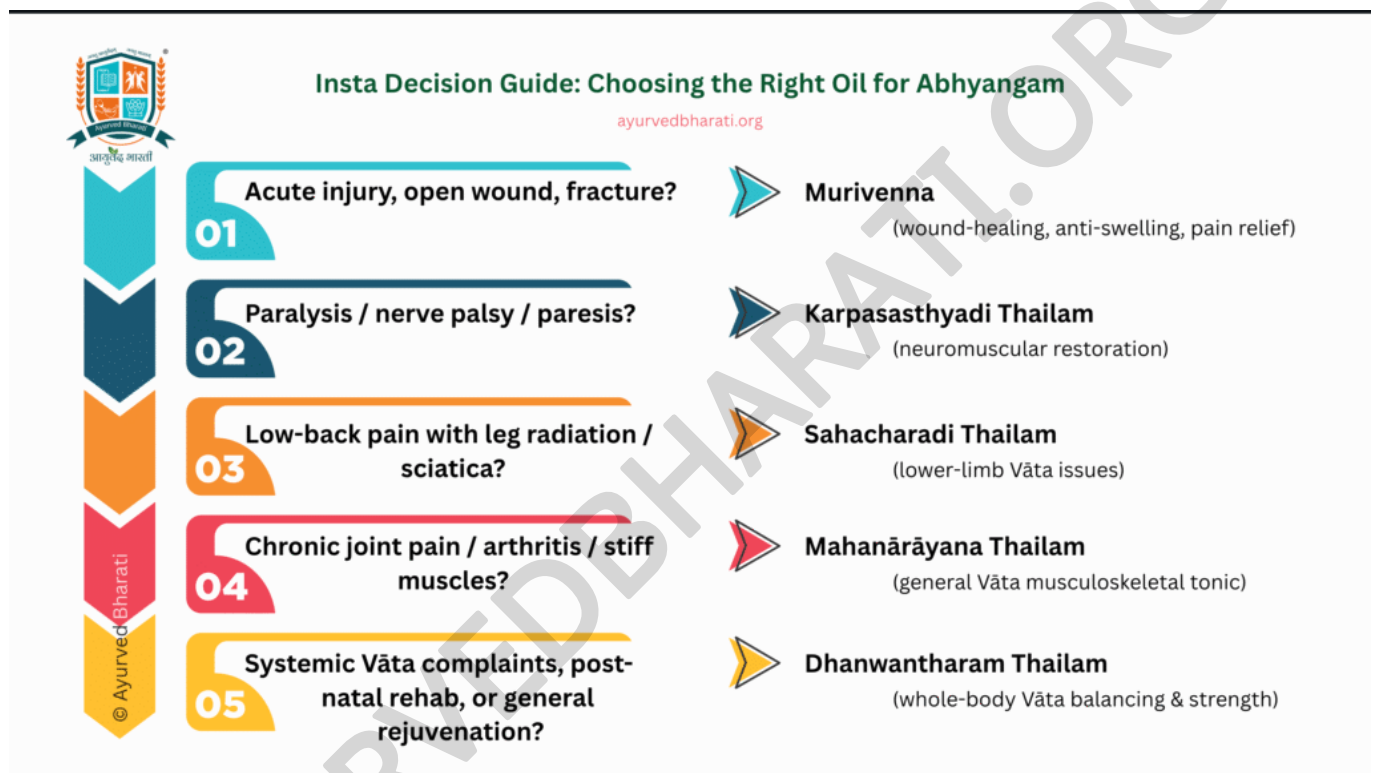 Insta Decision Guide: Choosing the Right Oil for Abhyangam
ayurvedbharati.org
Ayurved Bharati
आयुर्वेद भारती
®
01
Acute injury, open wound, fracture?
Murivenna
(wound-healing, anti-swelling, pain relief)
02
Paralysis / nerve palsy / paresis?
Karpasasthyadi Thailam
(neuromuscular restoration)
03
Low-back pain with leg radiation /
sciatica?
Sahacharadi Thailam
(lower-limb Vāta issues)
04
Chronic joint pain / arthritis / stiff
muscles?
Mahanārāyana Thailam
(general Vāta musculoskeletal tonic)
05
Systemic Vāta complaints, post-
natal rehab, or general
rejuvenation?
Dhanwantharam Thailam
(whole-body Vāta balancing & strength)
© Ayurved Bharati
RVEDBHARATI.ORG